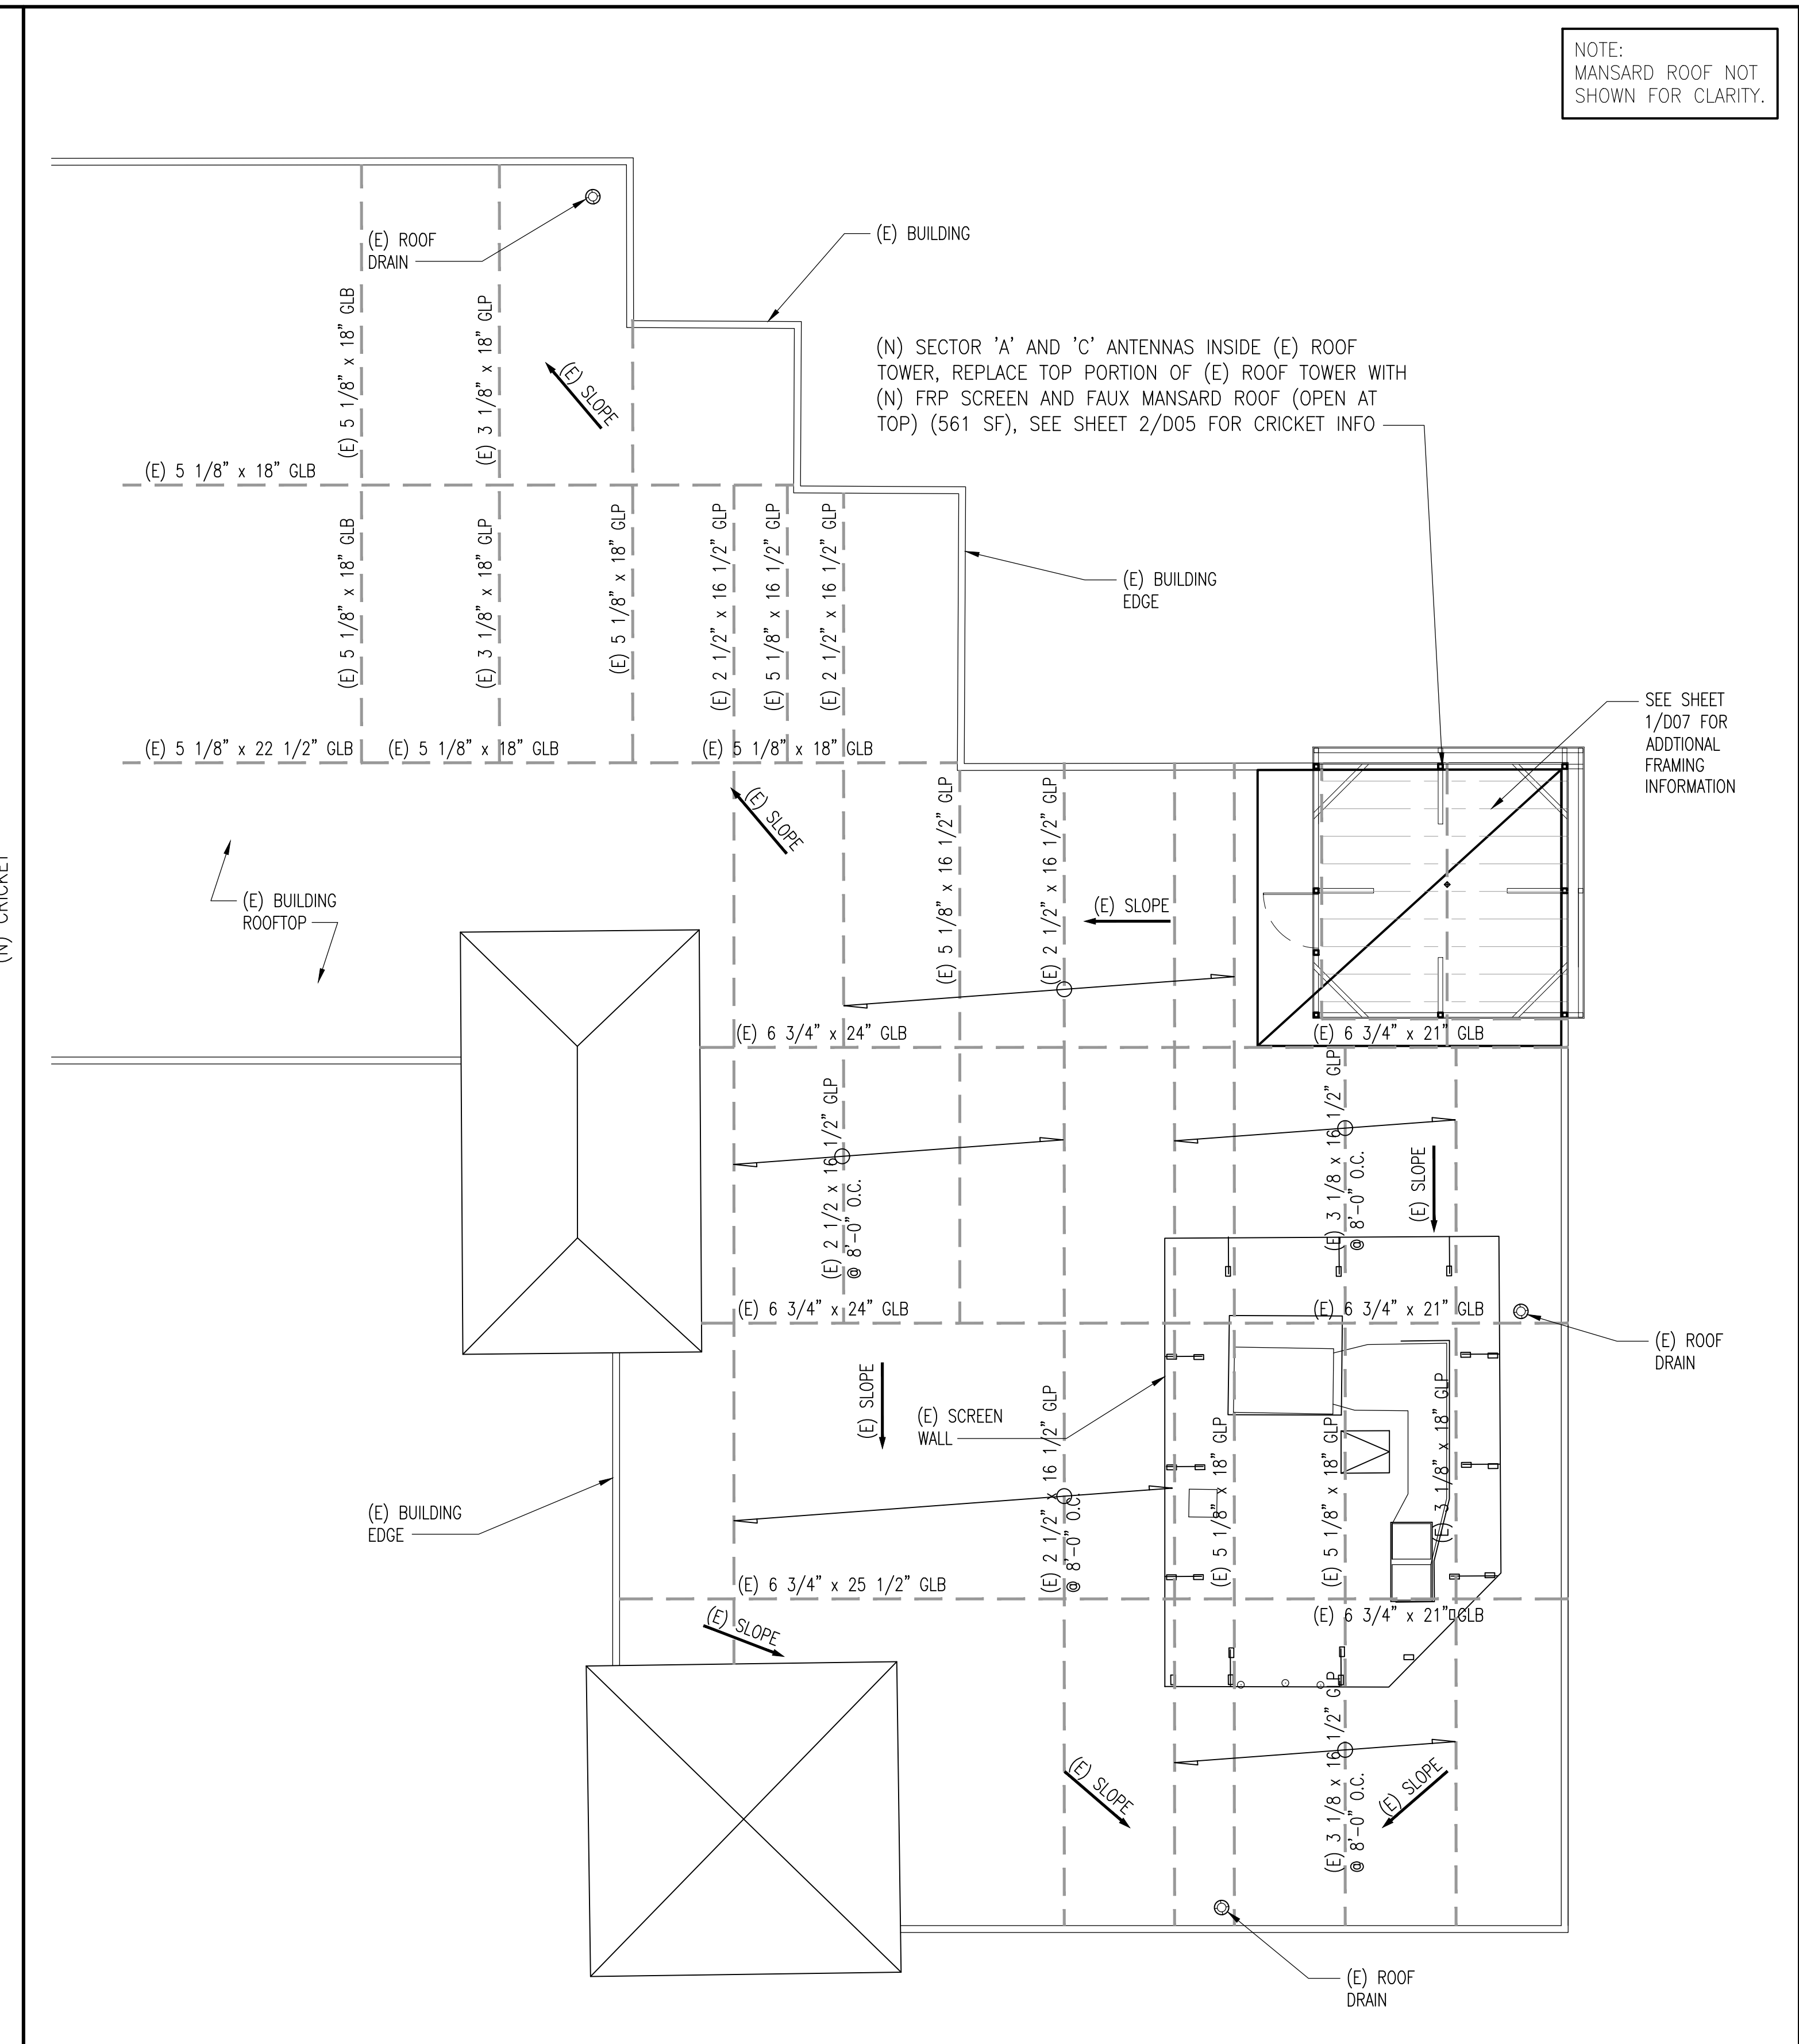 NOTE:
MANSARD ROOF NOT
SHOWN FOR CLARITY.
(E) ROOF
DRAIN
(E) BUILDING
(E) 5 1/8" x 18" GLB
(E) 3 1/8" x 18" GLP
(E) SLOPE
(N) SECTOR 'A' AND 'C' ANTENNAS INSIDE (E) ROOF
TOWER, REPLACE TOP PORTION OF (E) ROOF TOWER WITH
(N) FRP SCREEN AND FAUX MANSARD ROOF (OPEN AT
TOP) (561 SF), SEE SHEET 2/D05 FOR CRICKET INFO
(E) 5 1/8" x 18" GLB
(E) 5 1/8" x 18" GLB
(E) 3 1/8" x 18" GLP
(E) 5 1/8" x 18" GLP
(E) 2 1/2" x 16 1/2" GLP
(E) 5 1/8" x 16 1/2" GLP
(E) 2 1/2" x 16 1/2" GLP
(E) BUILDING
EDGE
SEE SHEET
1/D07 FOR
ADDTIONAL
FRAMING
INFORMATION
(E) 5 1/8" x 22 1/2" GLB
(E) 5 1/8" x 18" GLB
(E) 5 1/8" x 18" GLB
(E) SLOPE
(E) 5 1/8" x 16 1/2" GLP
(E) 2 1/2" x 16 1/2" GLP
(E) SLOPE
(N) CRICKET
(E) BUILDING
ROOFTOP
(E) 6 3/4" x 24" GLB
(E) 6 3/4" x 21" GLB
(E) 2 1/2 x 16 1/2" GLP
@ 8'-0" O.C.
(E) 3 1/8 x 16 1/2" GLP
@ 8'-0" O.C.
(E) SLOPE
(E) 6 3/4" x 24" GLB
(E) 6 3/4" x 21" GLB
(E) ROOF
DRAIN
(E) SLOPE
(E) SCREEN
WALL
(E) 2 1/2" x 16 1/2" GLP
@ 8'-0" O.C.
(E) 5 1/8" x 18" GLP
(E) 5 1/8" x 18" GLP
(E) 3 1/8" x 18" GLP
(E) BUILDING
EDGE
(E) 6 3/4" x 25 1/2" GLB
(E) 6 3/4" x 21" GLB
(E) SLOPE
(E) 3 1/8 x 16 1/2" GLP
@ 8'-0" O.C.
(E) SLOPE
(E) SLOPE
(E) ROOF
DRAIN